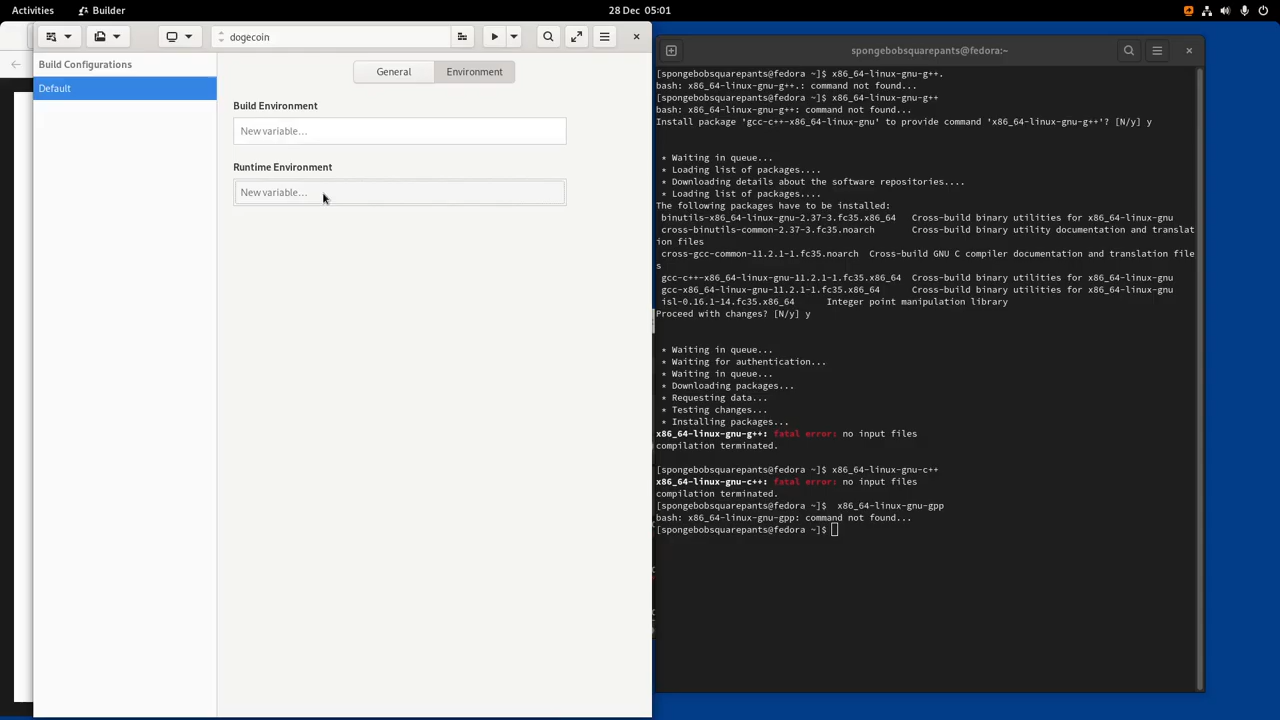 Activities
Builder
28 Dec 05:01
dogecoin
Build Configurations
Default
General
Environment
Build Environment
New variable...
Runtime Environment
New variable...
spongebobsquarepants@fedora:~
[spongebobsquarepants@fedora ~]$ x86_64-linux-gnu-g++.
bash: x86_64-linux-gnu-g++.: command not found...
[spongebobsquarepants@fedora ~]$ x86_64-linux-gnu-g++
bash: x86_64-linux-gnu-g++: command not found...
Install package 'gcc-c++-x86_64-linux-gnu' to provide command 'x86_64-linux-gnu-g++'? [N/y] y
* Waiting in queue...
* Loading list of packages....
* Downloading details about the software repositories....
* Loading list of packages....
The following packages have to be installed:
binutils-x86_64-linux-gnu-2.37-3.fc35.x86_64 Cross-build binary utilities for x86_64-linux-gnu
cross-binutils-common-2.37-3.fc35.noarch Cross-build binary utility documentation and translat
ion files
cross-gcc-common-11.2.1-1.fc35.noarch Cross-build GNU C compiler documentation and translation file
s
gcc-c++-x86_64-linux-gnu-11.2.1-1.fc35.x86_64 Cross-build binary utilities for x86_64-linux-gnu
gcc-x86_64-linux-gnu-11.2.1-1.fc35.x86_64 Cross-build binary utilities for x86_64-linux-gnu
isl-0.16.1-14.fc35.x86_64 Integer point manipulation library
Proceed with changes? [N/y] y
* Waiting in queue...
* Waiting for authentication...
* Waiting in queue...
* Downloading packages...
* Requesting data...
* Testing changes...
* Installing packages...
x86_64-linux-gnu-g++: fatal error: no input files
compilation terminated.
[spongebobsquarepants@fedora ~]$ x86_64-linux-gnu-c++
x86_64-linux-gnu-c++: fatal error: no input files
compilation terminated.
[spongebobsquarepants@fedora ~]$  x86_64-linux-gnu-gpp
bash: x86_64-linux-gnu-gpp: command not found...
[spongebobsquarepants@fedora ~]$